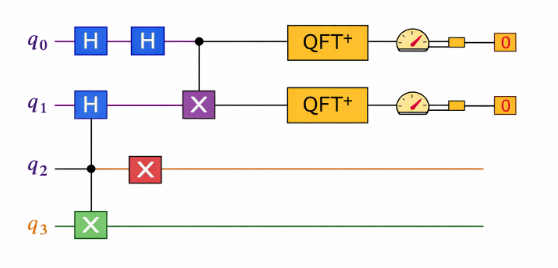 q₀ H H QFT⁺ 0
q₁ H X QFT⁺ 0
q₂ X
q₃ X